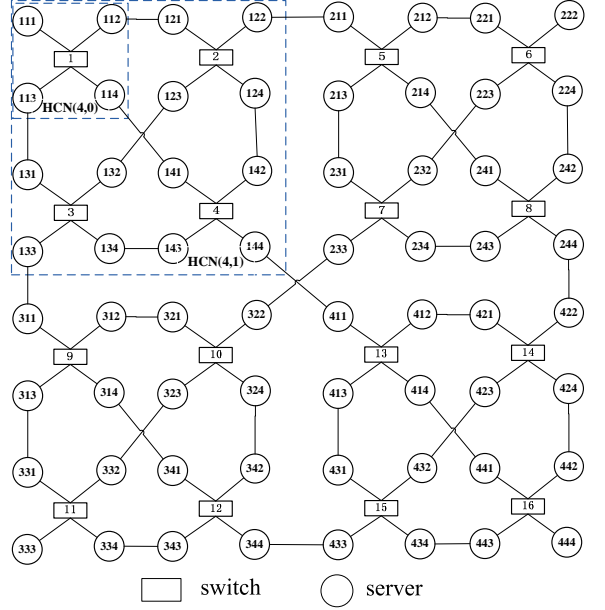 111 112 121 122 211 212 221 222
1 2 5 6
113 114 123 124 213 214 223 224
HCN(4,0)
131 132 141 142 231 232 241 242
3 4 7 8
133 134 143 144 233 234 243 244
HCN(4,1)
311 312 321 322 411 412 421 422
9 10 13 14
313 314 323 324 413 414 423 424
331 332 341 342 431 432 441 442
11 12 15 16
333 334 343 344 433 434 443 444
switch server